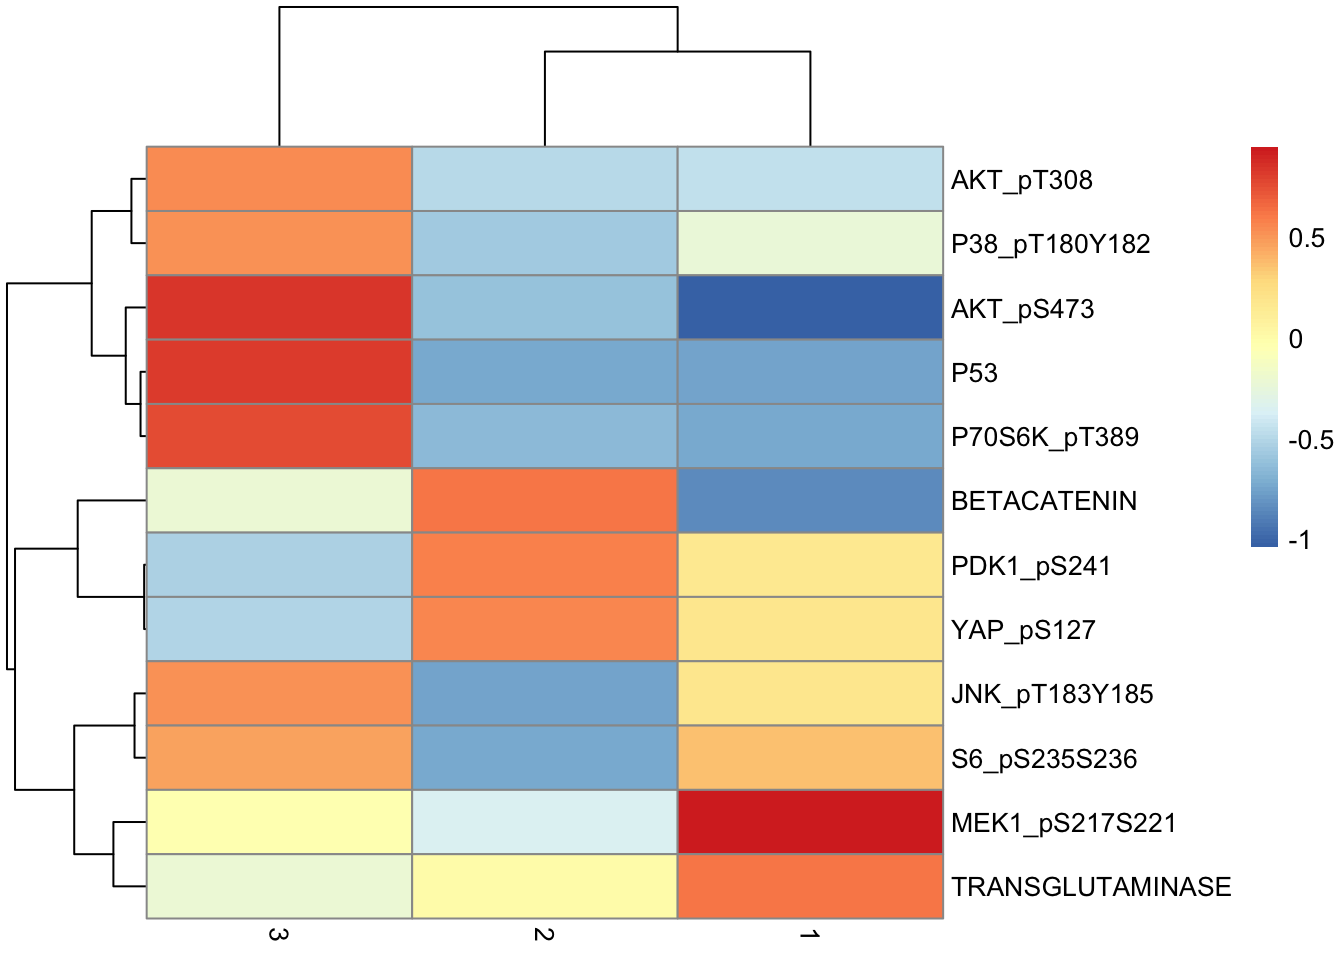 AKT_pT308
P38_pT180Y182
AKT_pS473
P53
P70S6K_pT389
BETACATENIN
PDK1_pS241
YAP_pS127
JNK_pT183Y185
S6_pS235S236
MEK1_pS217S221
TRANSGLUTAMINASE
3
2
1
0.5
0
-0.5
-1